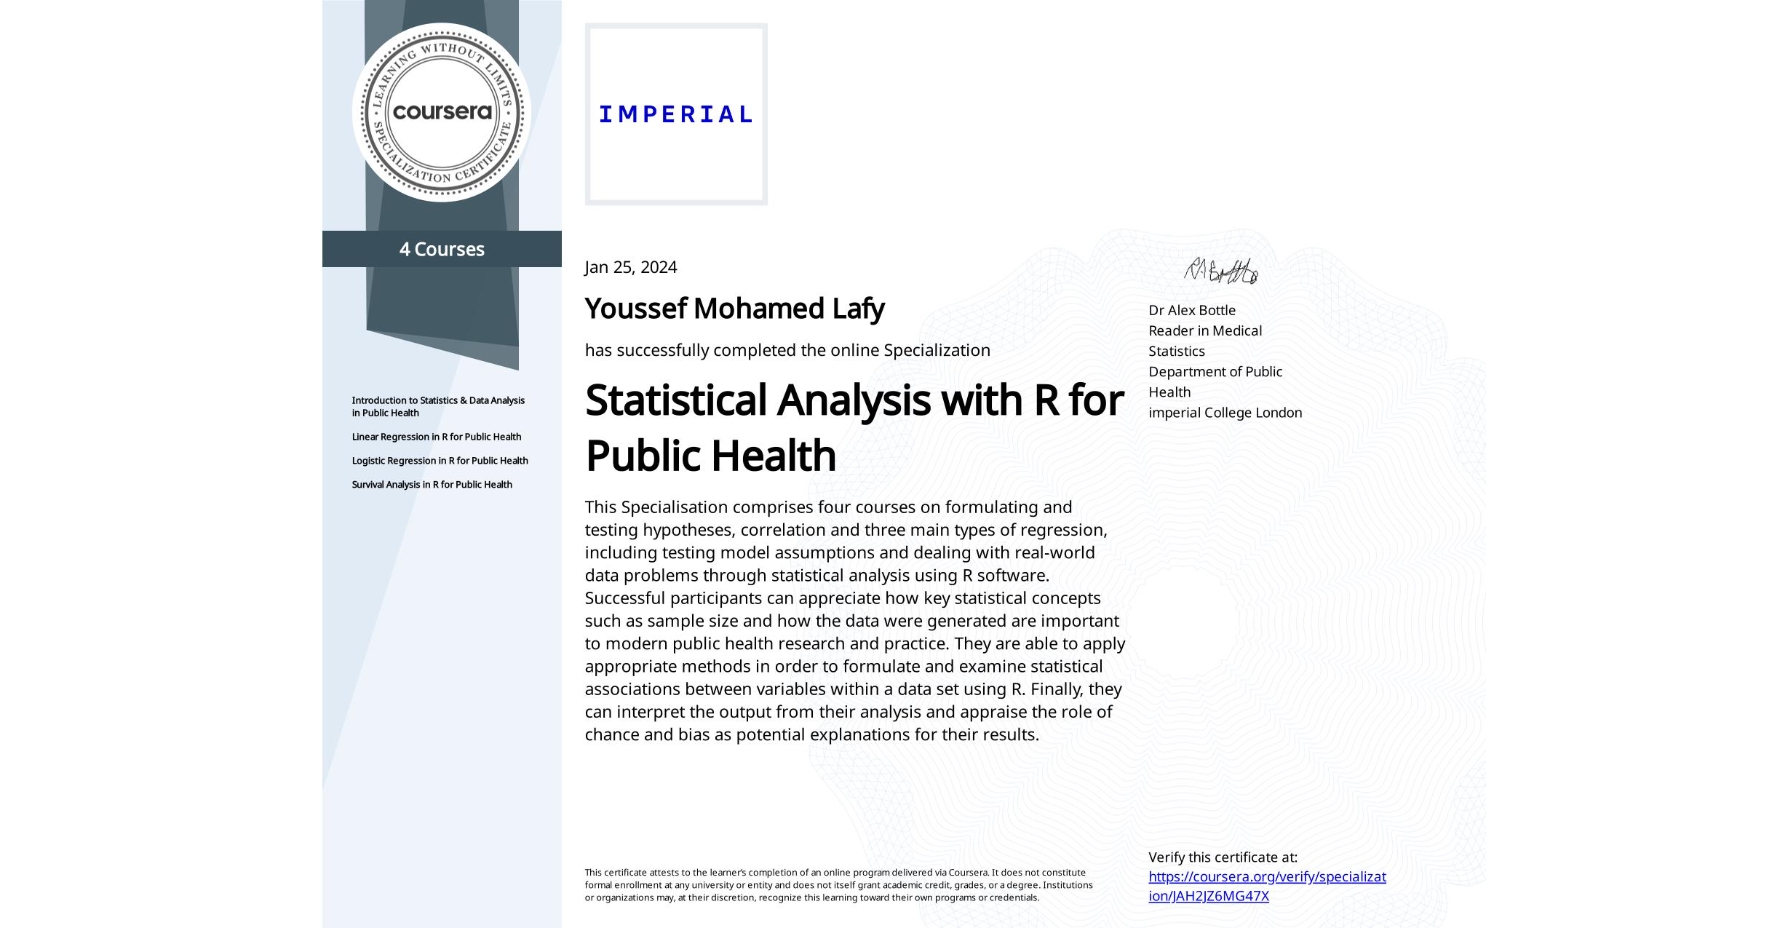 LEARNING WITHOUT LIMITS
coursera
SPECIALIZATION CERTIFICATE
4 Courses
Introduction to Statistics & Data Analysis
in Public Health
Linear Regression in R for Public Health
Logistic Regression in R for Public Health
Survival Analysis in R for Public Health
IMPERIAL
Jan 25, 2024
Youssef Mohamed Lafy
has successfully completed the online Specialization
Statistical Analysis with R for
Public Health
This Specialisation comprises four courses on formulating and
testing hypotheses, correlation and three main types of regression,
including testing model assumptions and dealing with real-world
data problems through statistical analysis using R software.
Successful participants can appreciate how key statistical concepts
such as sample size and how the data were generated are important
to modern public health research and practice. They are able to apply
appropriate methods in order to formulate and examine statistical
associations between variables within a data set using R. Finally, they
can interpret the output from their analysis and appraise the role of
chance and bias as potential explanations for their results.
This certificate attests to the learner's completion of an online program delivered via Coursera. It does not constitute
formal enrollment at any university or entity and does not itself grant academic credit, grades, or a degree. Institutions
or organizations may, at their discretion, recognize this learning toward their own programs or credentials.
Dr Alex Bottle
Reader in Medical
Statistics
Department of Public
Health
imperial College London
Verify this certificate at:
https://coursera.org/verify/specializat
ion/JAH2JZ6MG47X